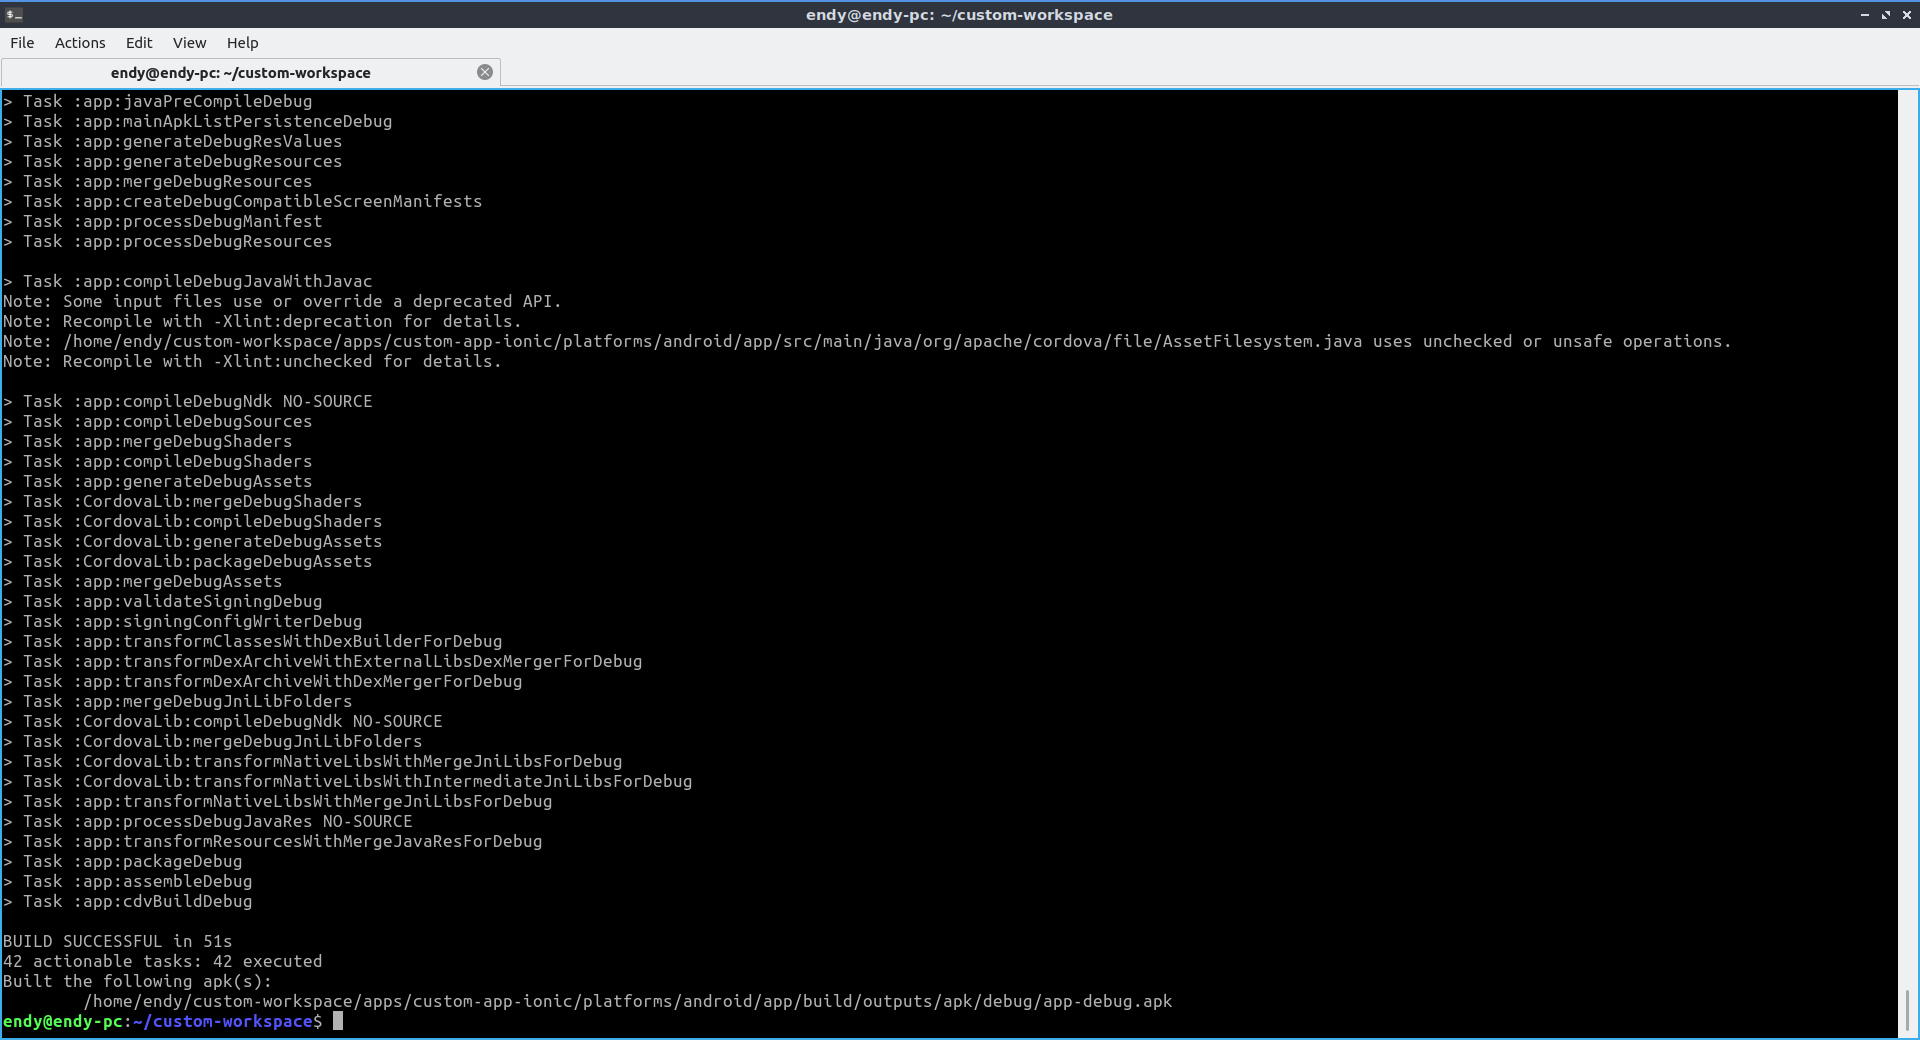 endy@endy-pc: ~/custom-workspace
File Actions Edit View Help
endy@endy-pc: ~/custom-workspace
> Task :app:javaPreCompileDebug
> Task :app:mainApkListPersistenceDebug
> Task :app:generateDebugResValues
> Task :app:generateDebugResources
> Task :app:mergeDebugResources
> Task :app:createDebugCompatibleScreenManifests
> Task :app:processDebugManifest
> Task :app:processDebugResources
> Task :app:compileDebugJavaWithJavac
Note: Some input files use or override a deprecated API.
Note: Recompile with -Xlint:deprecation for details.
Note: /home/endy/custom-workspace/apps/custom-app-ionic/platforms/android/app/src/main/java/org/apache/cordova/file/AssetFilesystem.java uses unchecked or unsafe operations.
Note: Recompile with -Xlint:unchecked for details.
> Task :app:compileDebugNdk NO-SOURCE
> Task :app:compileDebugSources
> Task :app:mergeDebugShaders
> Task :app:compileDebugShaders
> Task :app:generateDebugAssets
> Task :CordovaLib:mergeDebugShaders
> Task :CordovaLib:compileDebugShaders
> Task :CordovaLib:generateDebugAssets
> Task :CordovaLib:packageDebugAssets
> Task :app:mergeDebugAssets
> Task :app:validateSigningDebug
> Task :app:signingConfigWriterDebug
> Task :app:transformClassesWithDexBuilderForDebug
> Task :app:transformDexArchiveWithExternalLibsDexMergerForDebug
> Task :app:transformDexArchiveWithDexMergerForDebug
> Task :app:mergeDebugJniLibFolders
> Task :CordovaLib:compileDebugNdk NO-SOURCE
> Task :CordovaLib:mergeDebugJniLibFolders
> Task :CordovaLib:transformNativeLibsWithMergeJniLibsForDebug
> Task :CordovaLib:transformNativeLibsWithIntermediateJniLibsForDebug
> Task :app:transformNativeLibsWithMergeJniLibsForDebug
> Task :app:processDebugJavaRes NO-SOURCE
> Task :app:transformResourcesWithMergeJavaResForDebug
> Task :app:packageDebug
> Task :app:assembleDebug
> Task :app:cdvBuildDebug
BUILD SUCCESSFUL in 51s
42 actionable tasks: 42 executed
Built the following apk(s):
/home/endy/custom-workspace/apps/custom-app-ionic/platforms/android/app/build/outputs/apk/debug/app-debug.apk
endy@endy-pc:~/custom-workspace$